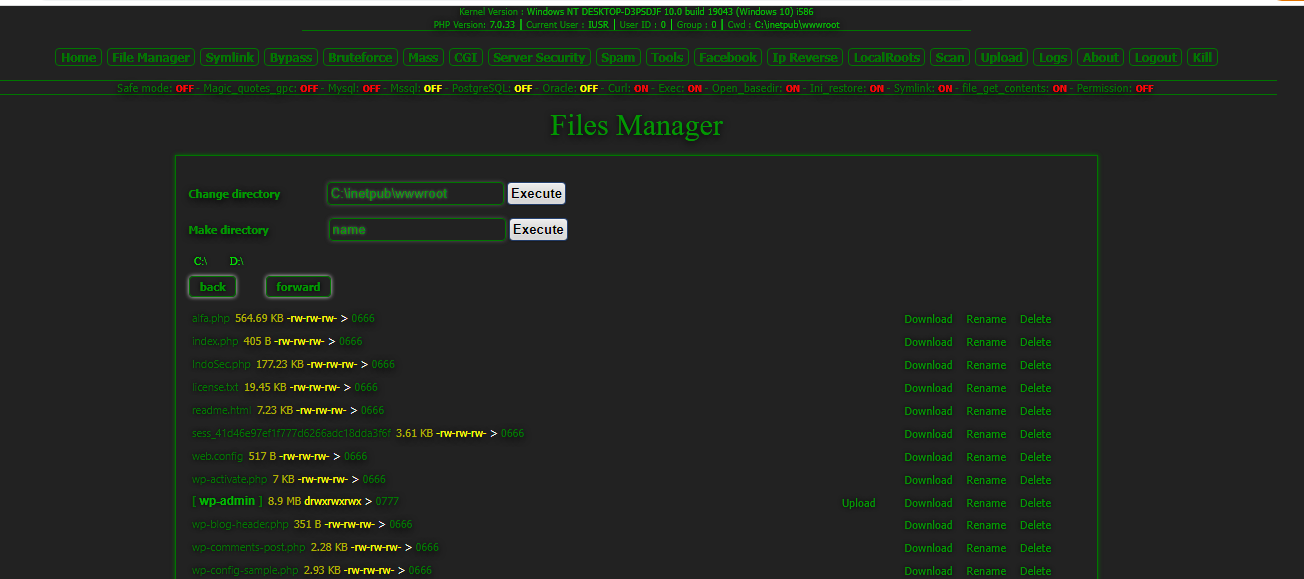 Kernel Version : Windows NT DESKTOP-D3PSDJF 10.0 build 19043 (Windows 10) i586
PHP Version: 7.0.33 | Current User : IUSR | User ID : 0 | Group : 0 | Cwd : C:\inetpub\wwwroot
Home File Manager Symlink Bypass Bruteforce Mass CGI Server Security Spam Tools Facebook Ip Reverse LocalRoots Scan Upload Logs About Logout Kill
Safe mode: OFF - Magic_quotes_gpc: OFF - Mysql: OFF - Mssql: OFF - PostgreSQL: OFF - Oracle: OFF - Curl: ON - Exec: ON - Open_basedir: ON - Ini_restore: ON - Symlink: ON - file_get_contents: ON - Permission: OFF
Files Manager
Change directory C:\inetpub\wwwroot Execute
Make directory name Execute
C:\ D:\
back forward
alfa.php 564.69 KB -rw-rw-rw- > 0666 Download Rename Delete
index.php 405 B -rw-rw-rw- > 0666 Download Rename Delete
IndoSec.php 177.23 KB -rw-rw-rw- > 0666 Download Rename Delete
license.txt 19.45 KB -rw-rw-rw- > 0666 Download Rename Delete
readme.html 7.23 KB -rw-rw-rw- > 0666 Download Rename Delete
sess_41d46e97ef1f777d6266adc18dda3f6f 3.61 KB -rw-rw-rw- > 0666 Download Rename Delete
web.config 517 B -rw-rw-rw- > 0666 Download Rename Delete
wp-activate.php 7 KB -rw-rw-rw- > 0666 Download Rename Delete
[ wp-admin ] 8.9 MB drwxrwxrwx > 0777 Upload Download Rename Delete
wp-blog-header.php 351 B -rw-rw-rw- > 0666 Download Rename Delete
wp-comments-post.php 2.28 KB -rw-rw-rw- > 0666 Download Rename Delete
wp-config-sample.php 2.93 KB -rw-rw-rw- > 0666 Download Rename Delete